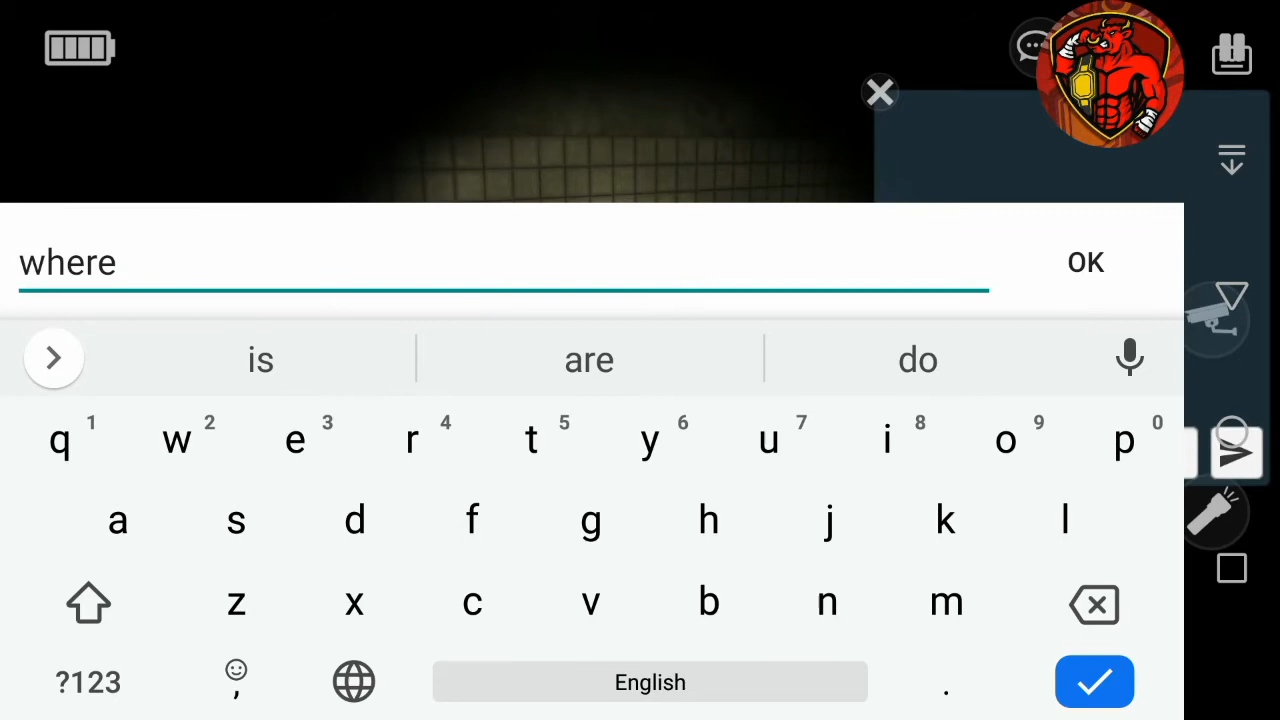 where
OK
is are do
q 1 w 2 e 3 r 4 t 5 y 6 u 7 i 8 o 9 p 0
a s d f g h j k l
z x c v b n m
?123 , English .